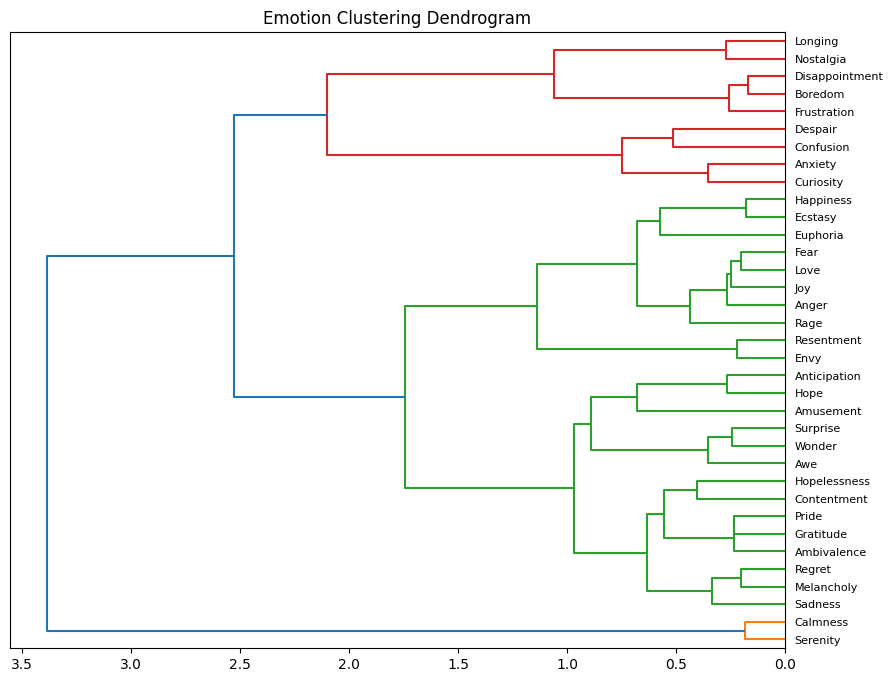 Emotion Clustering Dendrogram
Longing
Nostalgia
Disappointment
Boredom
Frustration
Despair
Confusion
Anxiety
Curiosity
Happiness
Ecstasy
Euphoria
Fear
Love
Joy
Anger
Rage
Resentment
Envy
Anticipation
Hope
Amusement
Surprise
Wonder
Awe
Hopelessness
Contentment
Pride
Gratitude
Ambivalence
Regret
Melancholy
Sadness
Calmness
Serenity
3.5 3.0 2.5 2.0 1.5 1.0 0.5 0.0